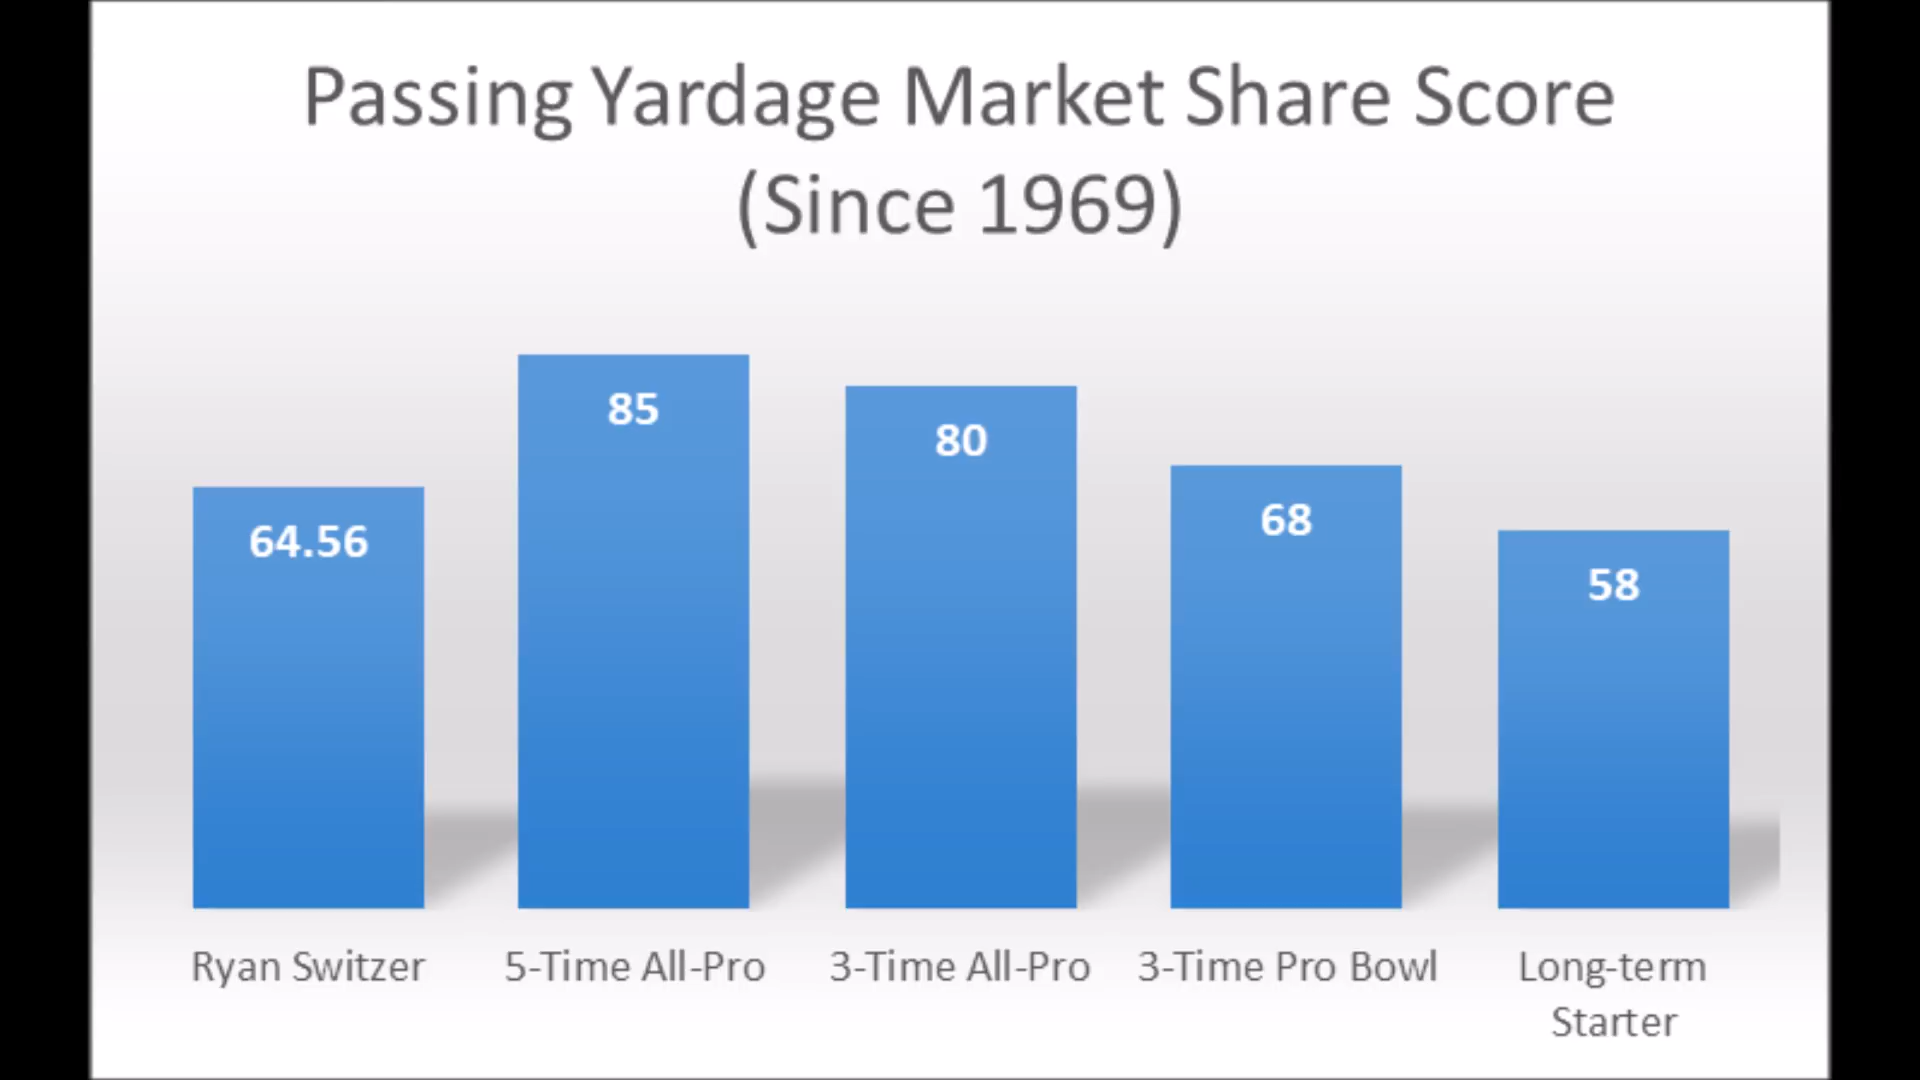 Passing Yardage Market Share Score
(Since 1969)
64.56
85
80
68
58
Ryan Switzer
5-Time All-Pro
3-Time All-Pro
3-Time Pro Bowl
Long-term
Starter